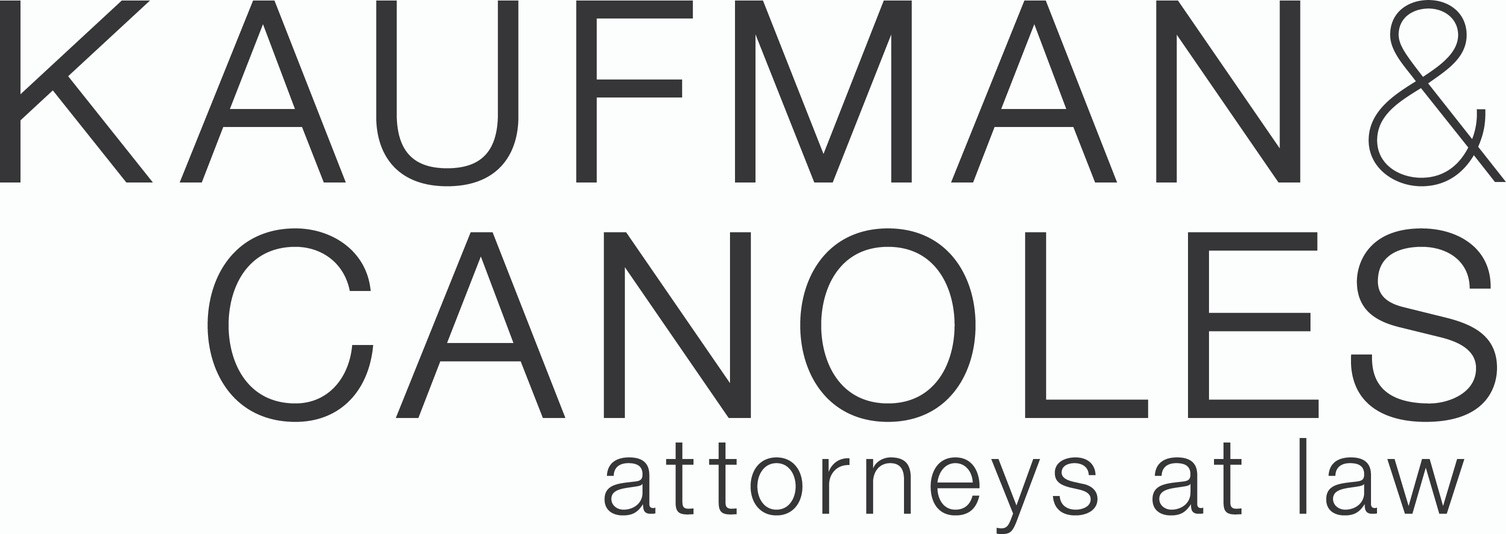 KAUFMAN &
CANOLES
attorneys at law